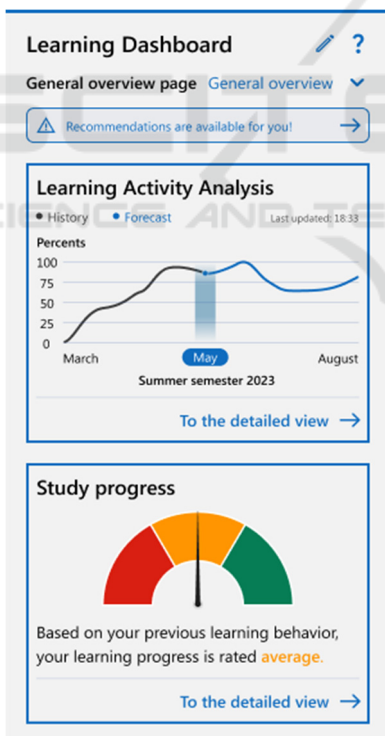 Learning Dashboard ?
General overview page General overview
Recommendations are available for you!
Learning Activity Analysis
History Forecast Last updated: 18:33
Percents
100
75
50
25
0
March May August
Summer semester 2023
To the detailed view
Study progress
Based on your previous learning behavior,
your learning progress is rated average.
To the detailed view